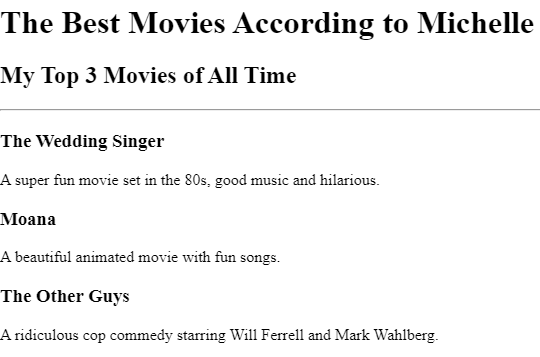 The Best Movies According to Michelle
My Top 3 Movies of All Time
The Wedding Singer
A super fun movie set in the 80s, good music and hilarious.
Moana
A beautiful animated movie with fun songs.
The Other Guys
A ridiculous cop commedy starring Will Ferrell and Mark Wahlberg.